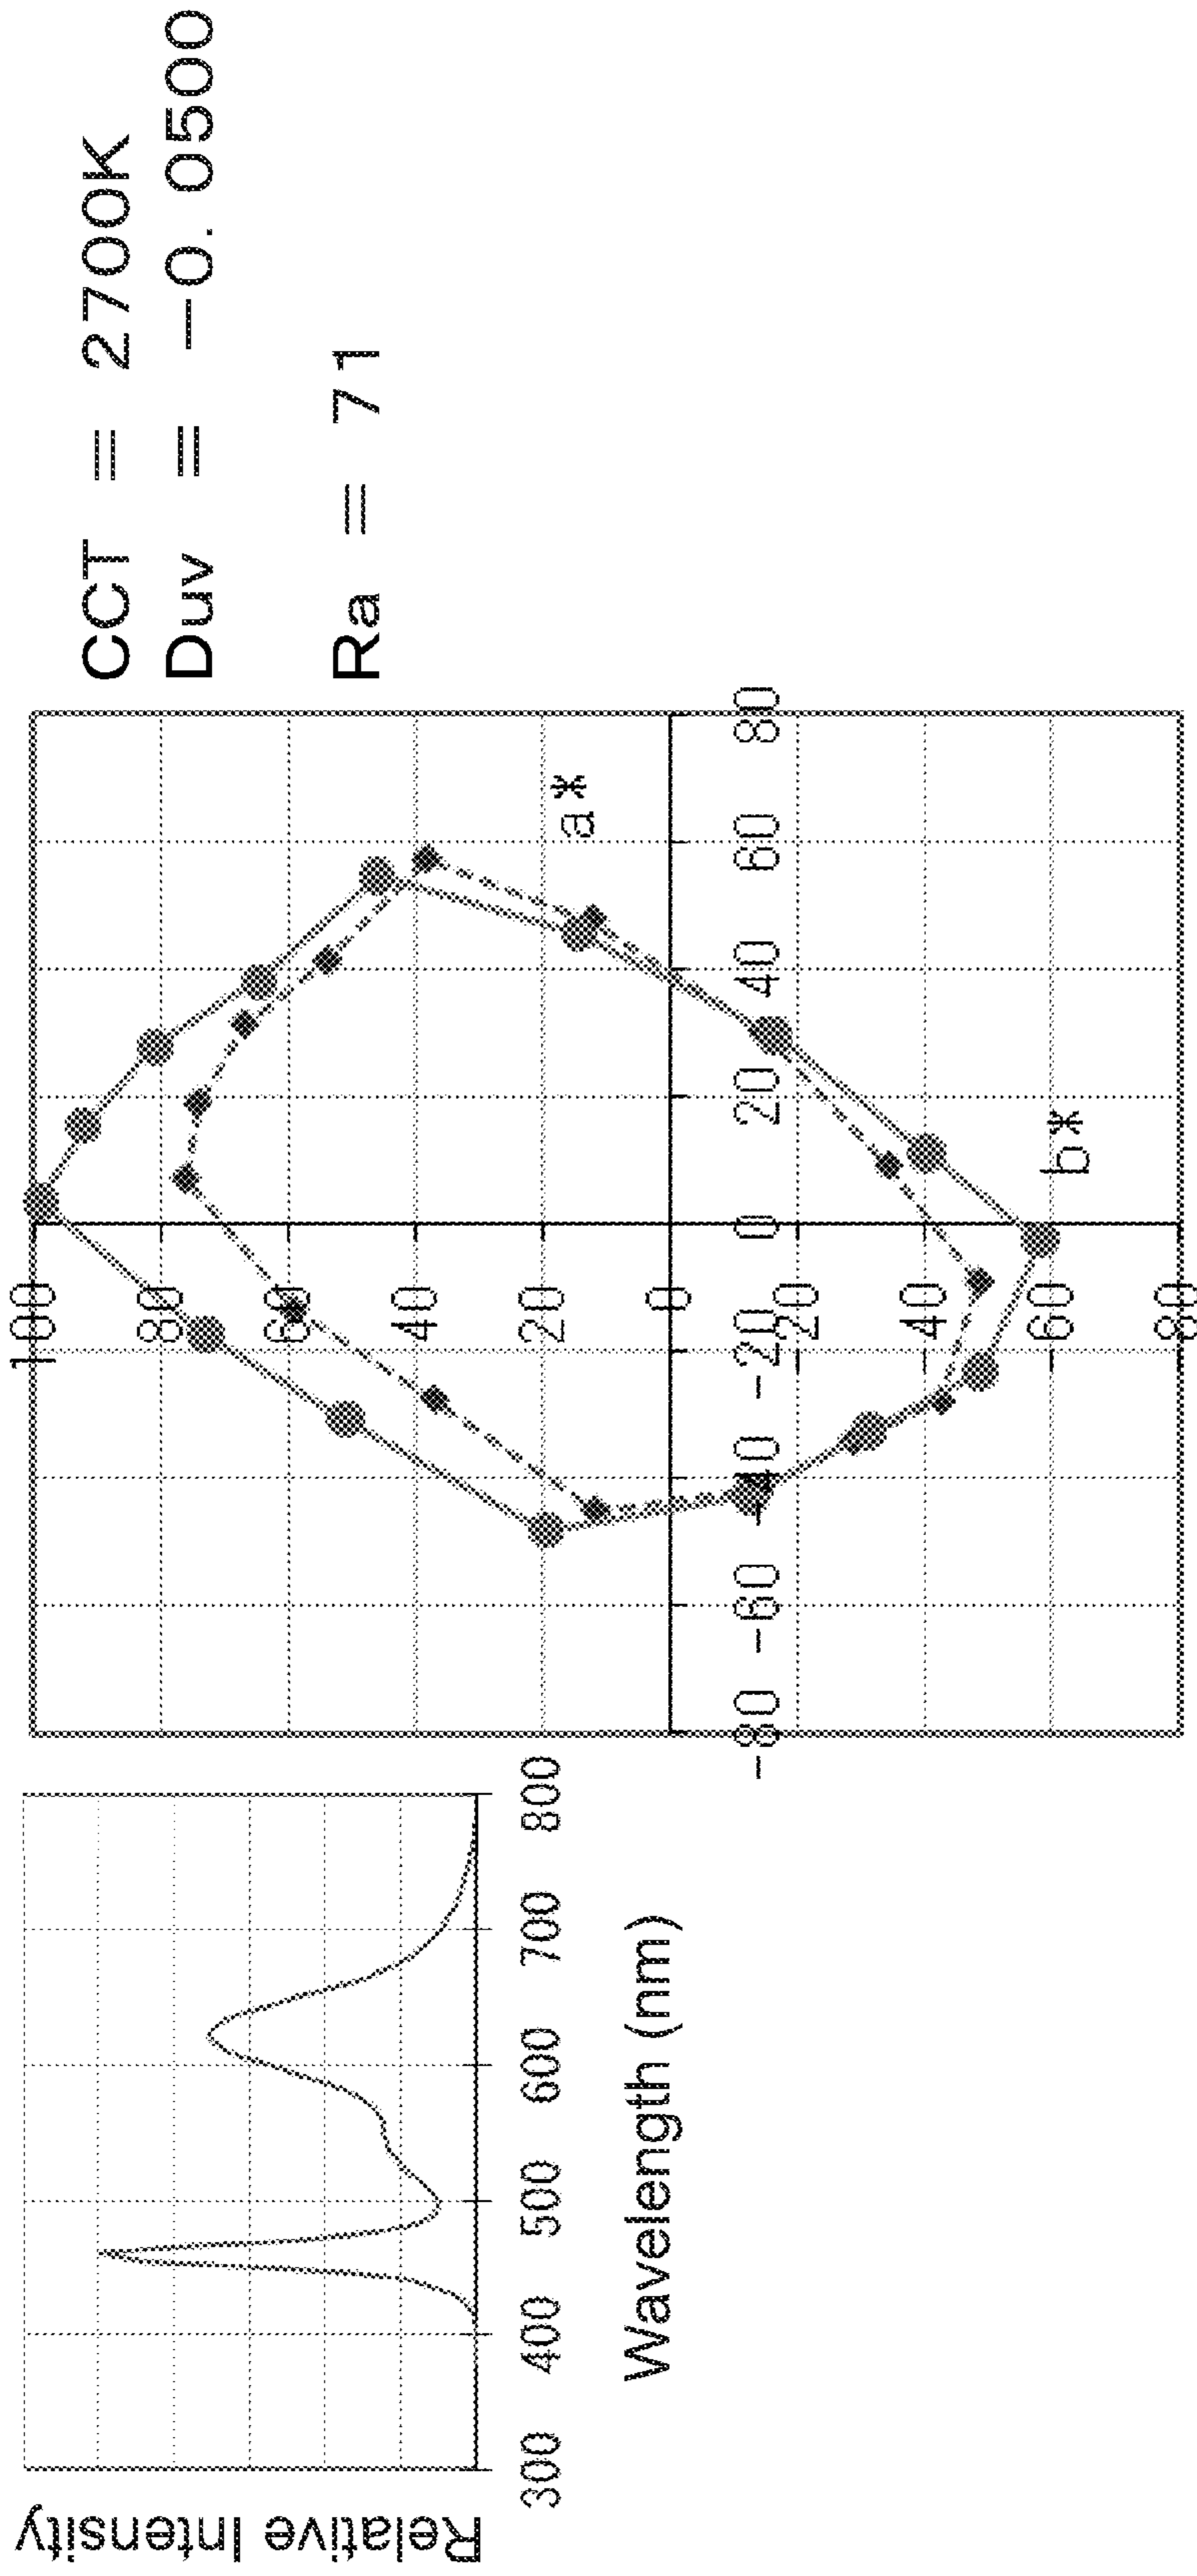 Relative Intensity
300 400 500 600 700 800
Wavelength (nm)
100
80
60
40
20
0
-20
-40
-60
-80
-80 -60 -40 -20 0 20 40 60 80
a*
b*
CCT = 2700K
Duv = -0.0500
Ra = 71